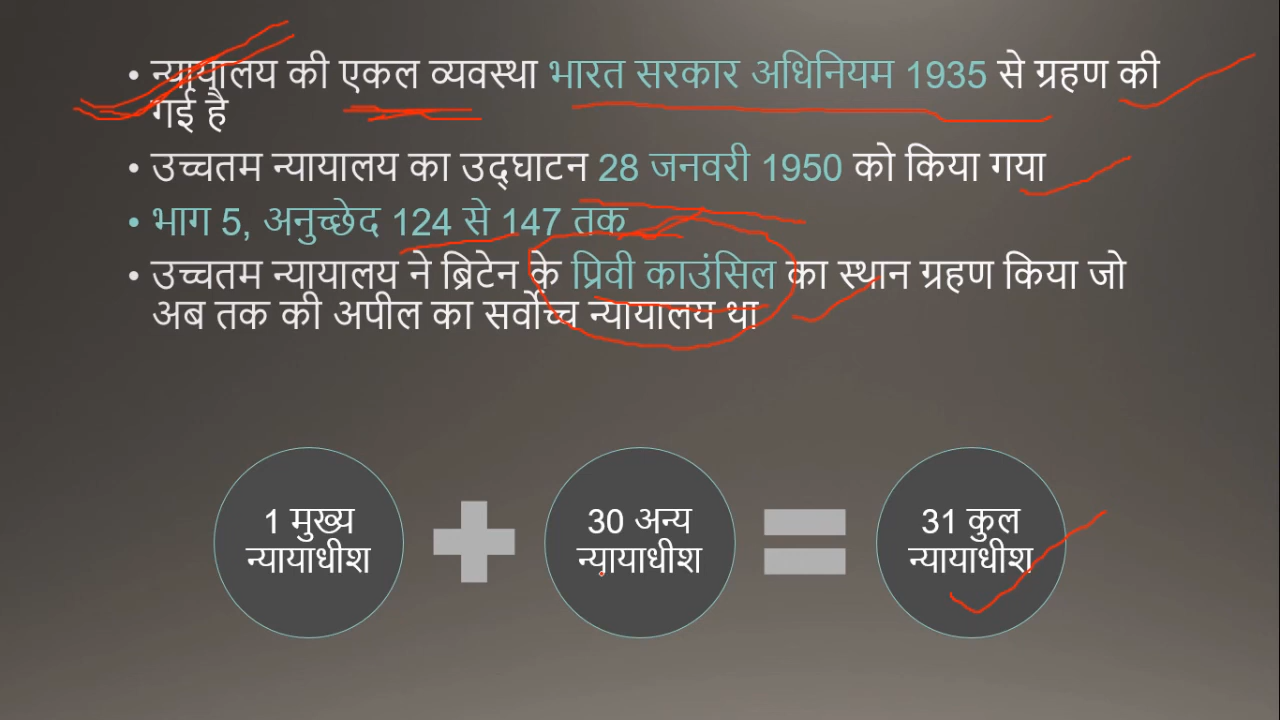 • न्यायालय की एकल व्यवस्था भारत सरकार अधिनियम 1935 से ग्रहण की
गई है
• उच्चतम न्यायालय का उद्घाटन 28 जनवरी 1950 को किया गया
• भाग 5, अनुच्छेद 124 से 147 तक
• उच्चतम न्यायालय ने ब्रिटेन के प्रिवी काउंसिल का स्थान ग्रहण किया जो
अब तक की अपील का सर्वोच्च न्यायालय था
1 मुख्य
न्यायाधीश
30 अन्य
न्यायाधीश
31 कुल
न्यायाधीश